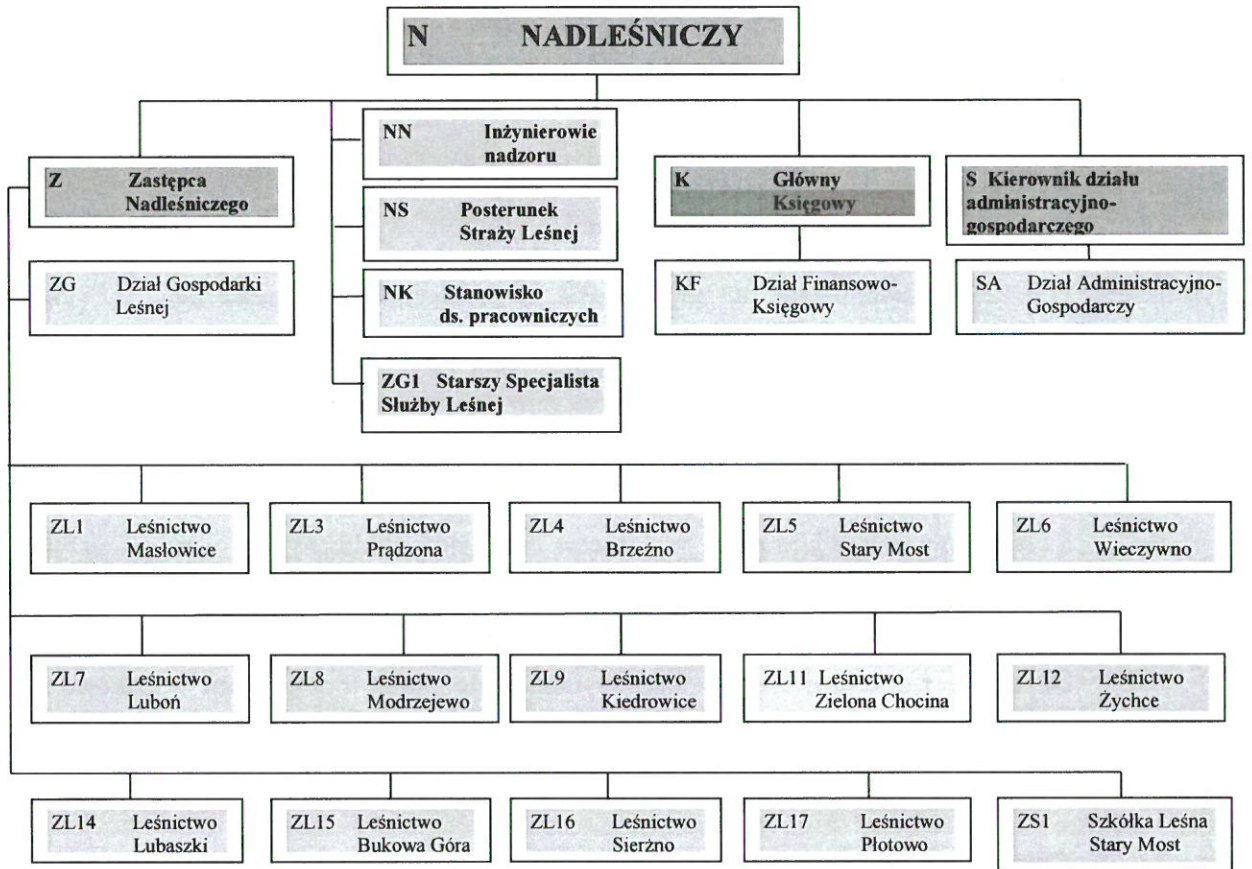 N NADLEŚNICZY
NN Inżynierowie
nadzoru
Z Zastępca
Nadleśniczego
K Główny
Księgowy
S Kierownik działu
administracyjno-
gospodarczego
NS Posterunek
Straży Leśnej
ZG Dział Gospodarki
Leśnej
NK Stanowisko
ds. pracowniczych
KF Dział Finansowo-
Księgowy
SA Dział Administracyjno-
Gospodarczy
ZG1 Starszy Specjalista
Służby Leśnej
ZL1 Leśnictwo
Masłowice
ZL3 Leśnictwo
Prądzona
ZL4 Leśnictwo
Brzeźno
ZL5 Leśnictwo
Stary Most
ZL6 Leśnictwo
Wieczywno
ZL7 Leśnictwo
Luboń
ZL8 Leśnictwo
Modrzejewo
ZL9 Leśnictwo
Kiedrowice
ZL11 Leśnictwo
Zielona Chocina
ZL12 Leśnictwo
Żychce
ZL14 Leśnictwo
Lubaszki
ZL15 Leśnictwo
Bukowa Góra
ZL16 Leśnictwo
Sierżno
ZL17 Leśnictwo
Płotowo
ZS1 Szkółka Leśna
Stary Most